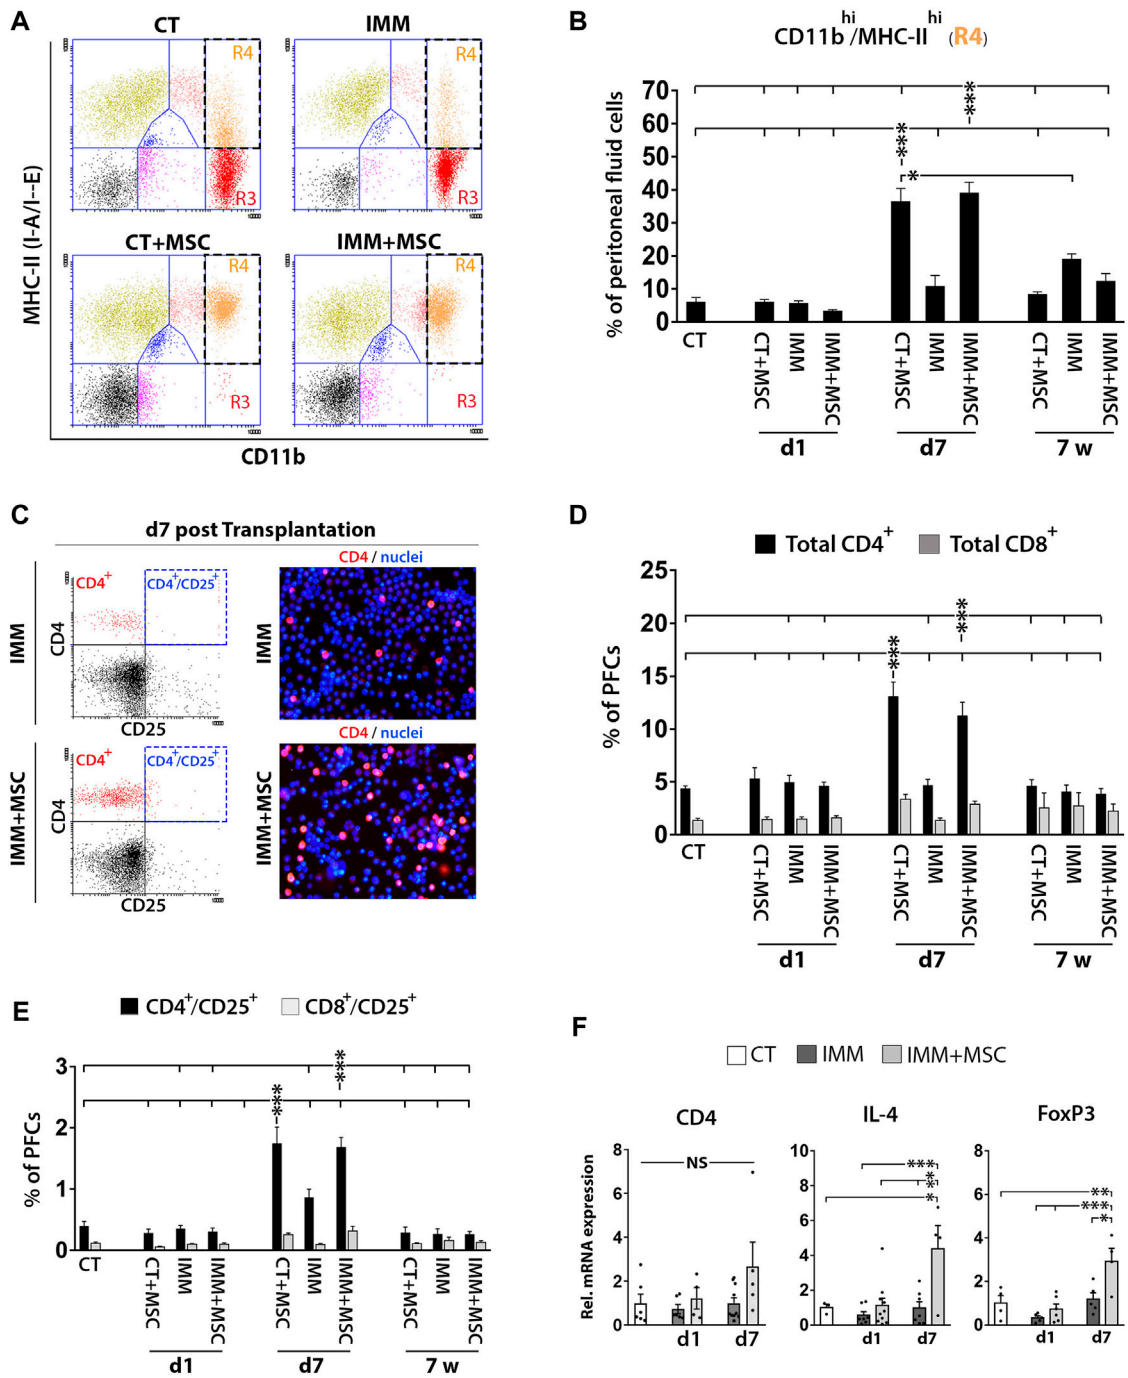 A
CT
IMM
R4
R4
R3
R3
CT+MSC
IMM+MSC
R4
R4
R3
R3
MHC-II (I-A/I--E)
CD11b
B
CD11b^hi/MHC-II^hi (R4)
% of peritoneal fluid cells
70
60
50
40
30
20
10
0
***
***
*
CT
CT+MSC
IMM
IMM+MSC
CT+MSC
IMM
IMM+MSC
CT+MSC
IMM
IMM+MSC
d1
d7
7 w
C
d7 post Transplantation
CD4 / nuclei
IMM
CD4
CD4+
CD4+/CD25+
CD25
IMM
CD4 / nuclei
IMM+MSC
CD4
CD4+
CD4+/CD25+
CD25
IMM+MSC
D
Total CD4+
Total CD8+
% of PFCs
25
20
15
10
5
0
***
***
CT
CT+MSC
IMM
IMM+MSC
CT+MSC
IMM
IMM+MSC
CT+MSC
IMM
IMM+MSC
d1
d7
7 w
E
CD4+/CD25+
CD8+/CD25+
% of PFCs
3
2
1
0
***
***
CT
CT+MSC
IMM
IMM+MSC
CT+MSC
IMM
IMM+MSC
CT+MSC
IMM
IMM+MSC
d1
d7
7 w
F
CT
IMM
IMM+MSC
CD4
IL-4
FoxP3
Rel. mRNA expression
8
6
4
2
0
NS
d1
d7
10
8
6
4
2
0
***
*
*
*
d1
d7
8
6
4
2
0
**
***
*
d1
d7